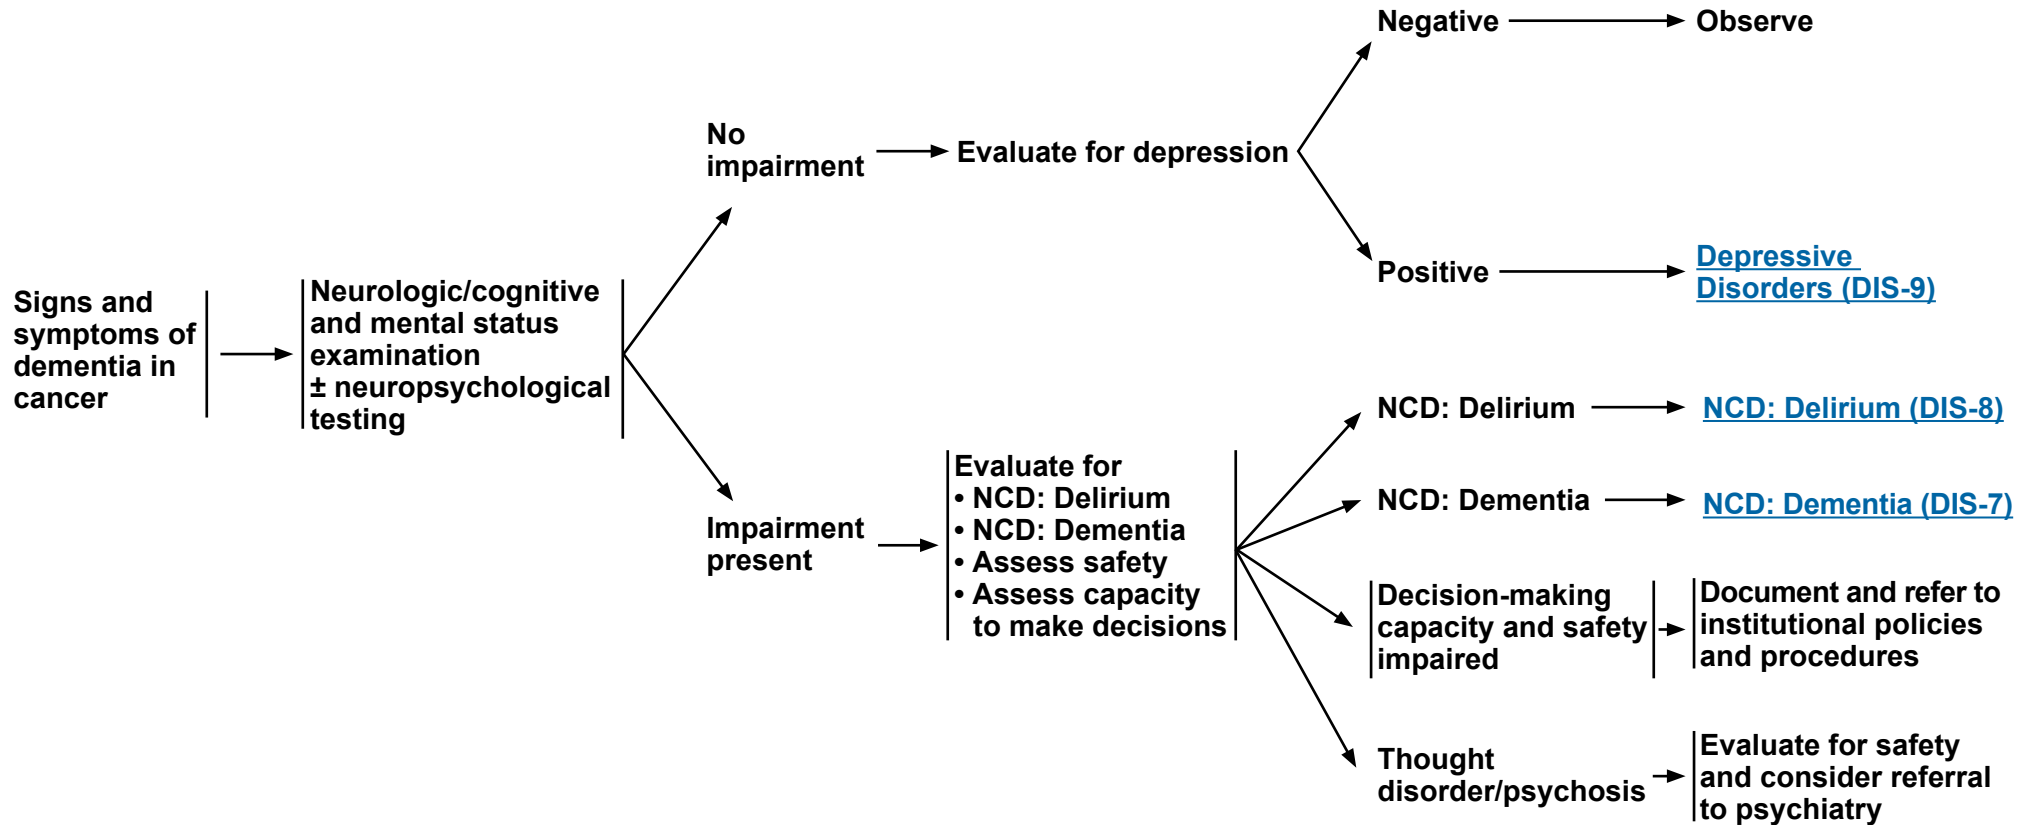 Signs and
symptoms of
dementia in
cancer
Neurologic/cognitive
and mental status
examination
± neuropsychological
testing
No
impairment
Evaluate for depression
Negative
Observe
Positive
Depressive
Disorders (DIS-9)
Impairment
present
Evaluate for
• NCD: Delirium
• NCD: Dementia
• Assess safety
• Assess capacity
to make decisions
NCD: Delirium
NCD: Delirium (DIS-8)
NCD: Dementia
NCD: Dementia (DIS-7)
Decision-making
capacity and safety
impaired
Document and refer to
institutional policies
and procedures
Thought
disorder/psychosis
Evaluate for safety
and consider referral
to psychiatry